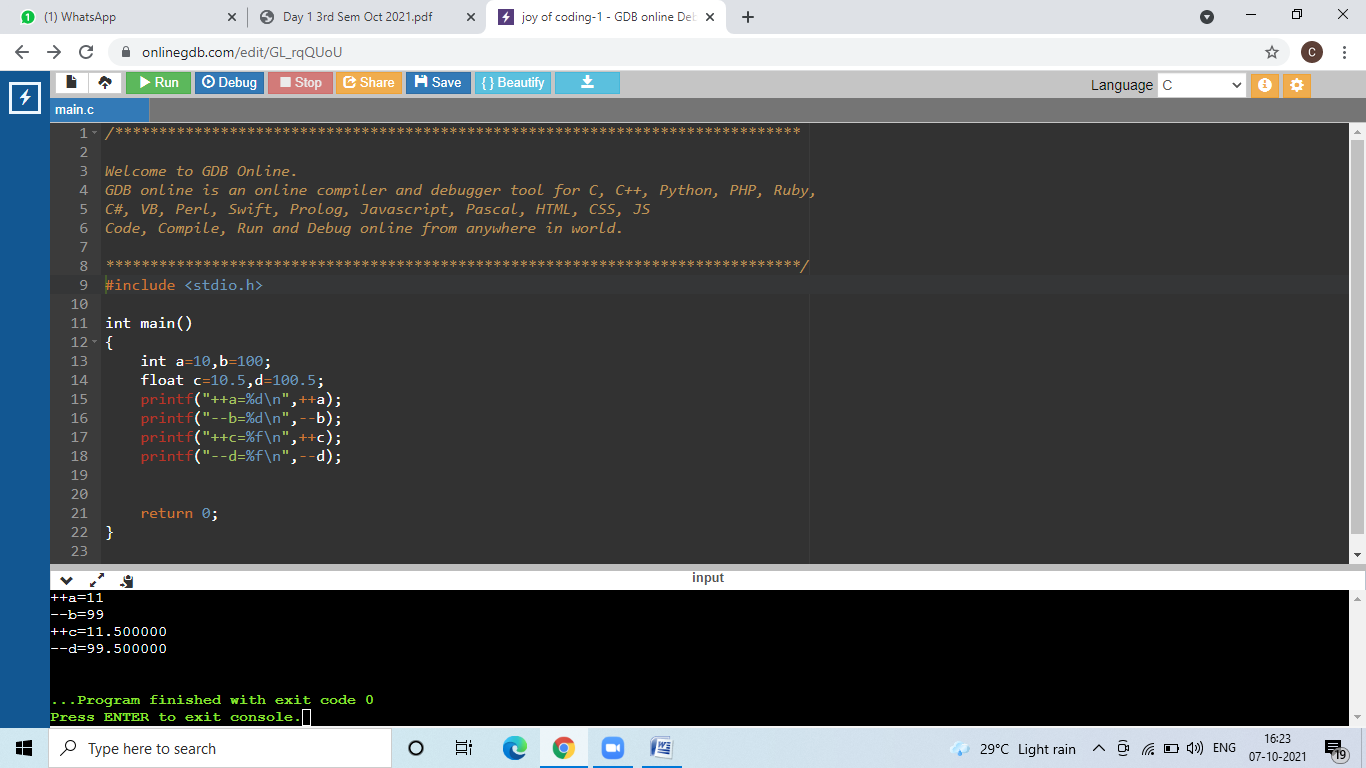 (1) WhatsApp
Day 1 3rd Sem Oct 2021.pdf
joy of coding-1 - GDB online Deb
onlinegdb.com/edit/GL_rqQUoU
C
Run
Debug
Stop
Share
Save
{ } Beautify
Language C
main.c
1 /******************************************************************************
2
3 Welcome to GDB Online.
4 GDB online is an online compiler and debugger tool for C, C++, Python, PHP, Ruby,
5 C#, VB, Perl, Swift, Prolog, Javascript, Pascal, HTML, CSS, JS
6 Code, Compile, Run and Debug online from anywhere in world.
7
8 *******************************************************************************/
9 #include <stdio.h>
10
11 int main()
12 {
13     int a=10,b=100;
14     float c=10.5,d=100.5;
15     printf("++a=%d\n",++a);
16     printf("--b=%d\n",--b);
17     printf("++c=%f\n",++c);
18     printf("--d=%f\n",--d);
19
20
21     return 0;
22 }
23
input
++a=11
--b=99
++c=11.500000
--d=99.500000
...Program finished with exit code 0
Press ENTER to exit console.
Type here to search
29°C Light rain
ENG
16:23
07-10-2021
19